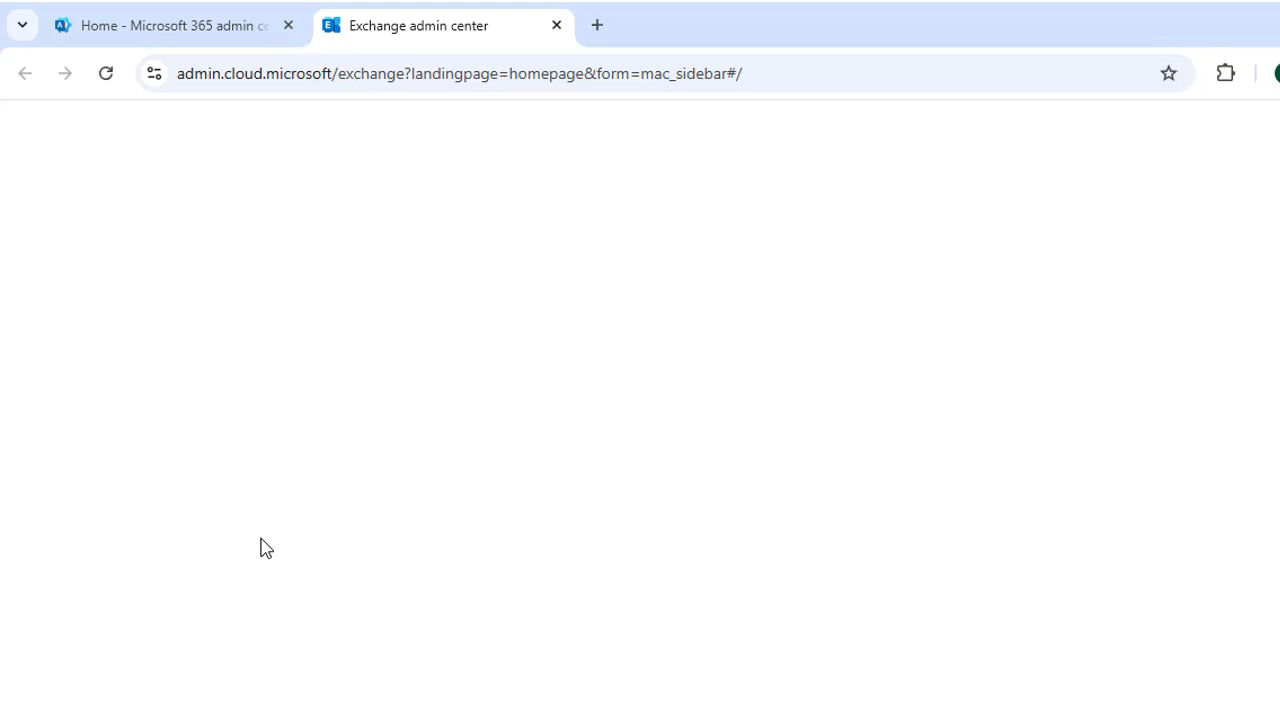 Home - Microsoft 365 admin ce
Exchange admin center
admin.cloud.microsoft/exchange?landingpage=homepage&form=mac_sidebar#/